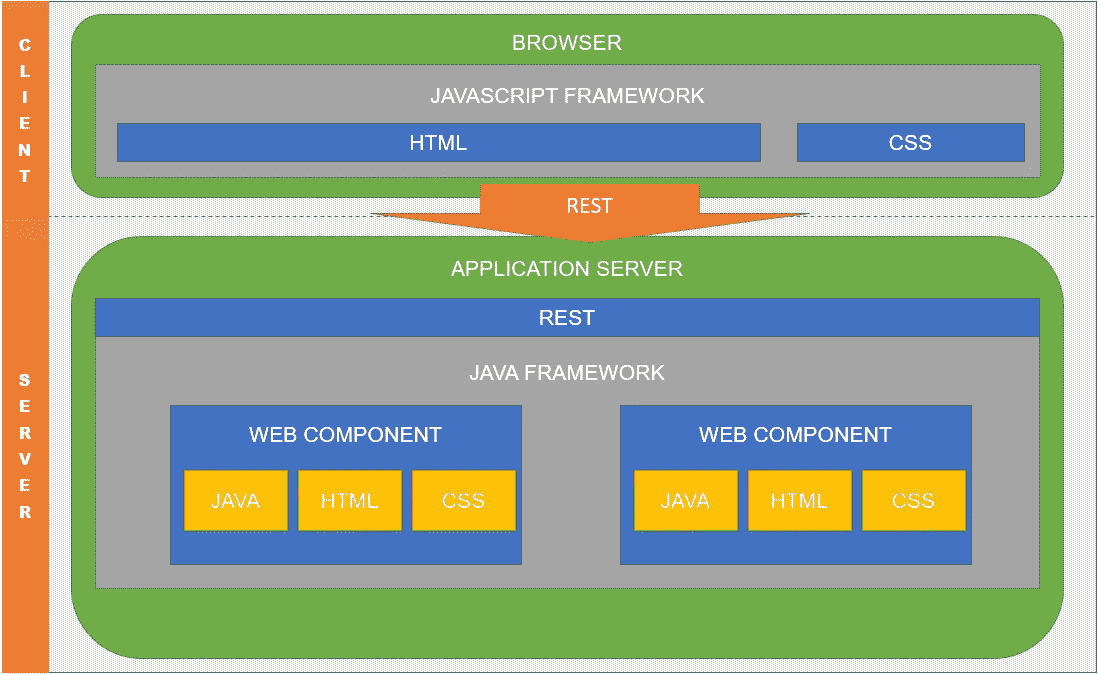 CLIENT
BROWSER
JAVASCRIPT FRAMEWORK
HTML
CSS
REST
SERVER
APPLICATION SERVER
REST
JAVA FRAMEWORK
WEB COMPONENT
JAVA
HTML
CSS
WEB COMPONENT
JAVA
HTML
CSS